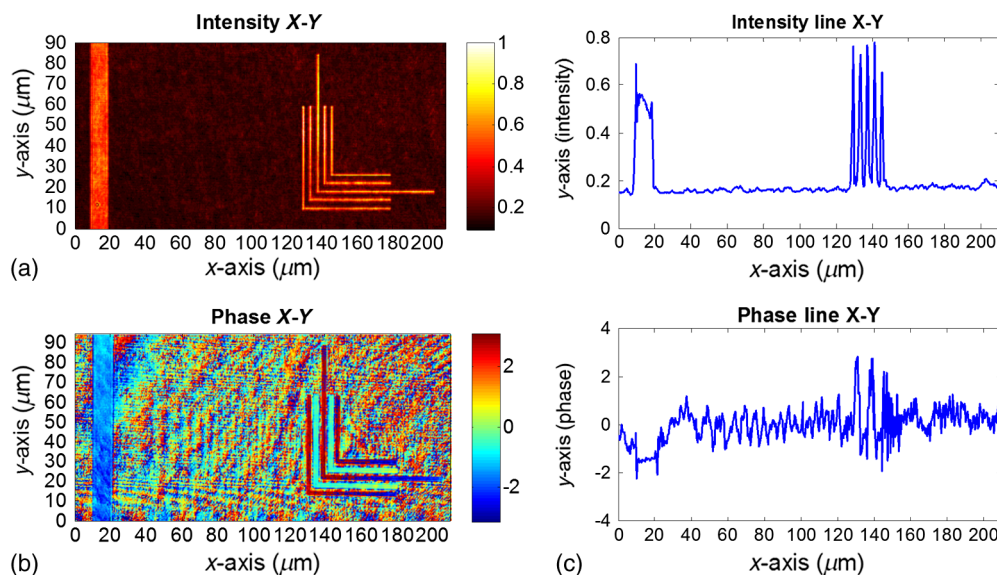 Intensity X-Y
90
80
70
60
50
40
30
20
10
0
y-axis (μm)
0 20 40 60 80 100 120 140 160 180 200
x-axis (μm)
1
0.8
0.6
0.4
0.2
(a)
Intensity line X-Y
0.8
0.6
0.4
0.2
0
y-axis (intensity)
0 20 40 60 80 100 120 140 160 180 200
x-axis (μm)
Phase X-Y
90
80
70
60
50
40
30
20
10
0
y-axis (μm)
0 20 40 60 80 100 120 140 160 180 200
x-axis (μm)
2
0
-2
(b)
Phase line X-Y
4
2
0
-2
-4
y-axis (phase)
0 20 40 60 80 100 120 140 160 180 200
x-axis (μm)
(c)